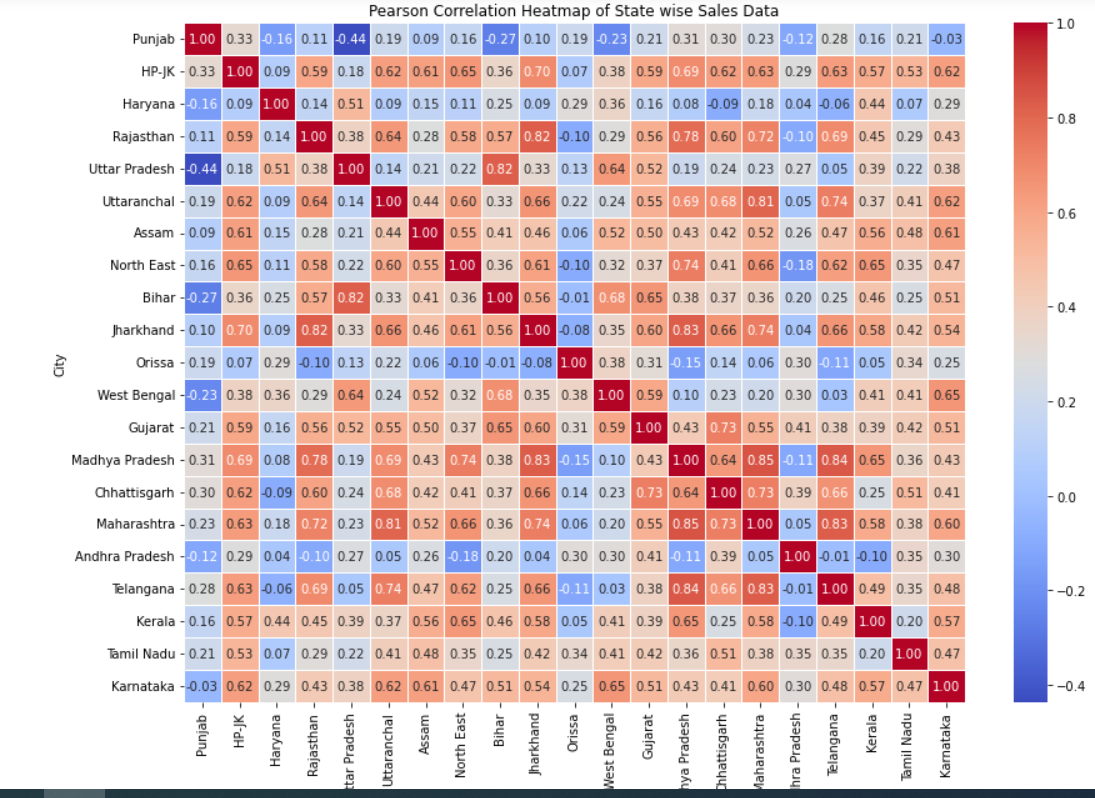 Pearson Correlation Heatmap of State wise Sales Data
Punjab 1.00 0.33 -0.16 0.11 -0.44 0.19 0.09 0.16 -0.27 0.10 0.19 -0.23 0.21 0.31 0.30 0.23 -0.12 0.28 0.16 0.21 -0.03
HP-JK 0.33 1.00 0.09 0.59 0.18 0.62 0.61 0.65 0.36 0.70 0.07 0.38 0.59 0.69 0.62 0.63 0.29 0.63 0.57 0.53 0.62
Haryana -0.16 0.09 1.00 0.14 0.51 0.09 0.15 0.11 0.25 0.09 0.29 0.36 0.16 0.08 -0.09 0.18 0.04 -0.06 0.44 0.07 0.29
Rajasthan 0.11 0.59 0.14 1.00 0.38 0.64 0.28 0.58 0.57 0.82 -0.10 0.29 0.56 0.78 0.60 0.72 -0.10 0.69 0.45 0.29 0.43
Uttar Pradesh -0.44 0.18 0.51 0.38 1.00 0.14 0.21 0.22 0.82 0.33 0.13 0.64 0.52 0.19 0.24 0.23 0.27 0.05 0.39 0.22 0.38
Uttaranchal 0.19 0.62 0.09 0.64 0.14 1.00 0.44 0.60 0.33 0.66 0.22 0.24 0.55 0.69 0.68 0.81 0.05 0.74 0.37 0.41 0.62
Assam 0.09 0.61 0.15 0.28 0.21 0.44 1.00 0.55 0.41 0.46 0.06 0.52 0.50 0.43 0.42 0.52 0.26 0.47 0.56 0.48 0.61
North East 0.16 0.65 0.11 0.58 0.22 0.60 0.55 1.00 0.36 0.61 -0.10 0.32 0.37 0.74 0.41 0.66 -0.18 0.62 0.65 0.35 0.47
Bihar -0.27 0.36 0.25 0.57 0.82 0.33 0.41 0.36 1.00 0.56 -0.01 0.68 0.65 0.38 0.37 0.36 0.20 0.25 0.46 0.25 0.51
Jharkhand 0.10 0.70 0.09 0.82 0.33 0.66 0.46 0.61 0.56 1.00 -0.08 0.35 0.60 0.83 0.66 0.74 0.04 0.66 0.58 0.42 0.54
Orissa 0.19 0.07 0.29 -0.10 0.13 0.22 0.06 -0.10 -0.01 -0.08 1.00 0.38 0.31 -0.15 0.14 0.06 0.30 -0.11 0.05 0.34 0.25
West Bengal -0.23 0.38 0.36 0.29 0.64 0.24 0.52 0.32 0.68 0.35 0.38 1.00 0.59 0.10 0.23 0.20 0.30 0.03 0.41 0.41 0.65
Gujarat 0.21 0.59 0.16 0.56 0.52 0.55 0.50 0.37 0.65 0.60 0.31 0.59 1.00 0.43 0.73 0.55 0.41 0.38 0.39 0.42 0.51
Madhya Pradesh 0.31 0.69 0.08 0.78 0.19 0.69 0.43 0.74 0.38 0.83 -0.15 0.10 0.43 1.00 0.64 0.85 -0.11 0.84 0.65 0.36 0.43
Chhattisgarh 0.30 0.62 -0.09 0.60 0.24 0.68 0.42 0.41 0.37 0.66 0.14 0.23 0.73 0.64 1.00 0.73 0.39 0.66 0.25 0.51 0.41
Maharashtra 0.23 0.63 0.18 0.72 0.23 0.81 0.52 0.66 0.36 0.74 0.06 0.20 0.55 0.85 0.73 1.00 0.05 0.83 0.58 0.38 0.60
Andhra Pradesh -0.12 0.29 0.04 -0.10 0.27 0.05 0.26 -0.18 0.20 0.04 0.30 0.30 0.41 -0.11 0.39 0.05 1.00 -0.01 -0.10 0.35 0.30
Telangana 0.28 0.63 -0.06 0.69 0.05 0.74 0.47 0.62 0.25 0.66 -0.11 0.03 0.38 0.84 0.66 0.83 -0.01 1.00 0.49 0.35 0.48
Kerala 0.16 0.57 0.44 0.45 0.39 0.37 0.56 0.65 0.46 0.58 0.05 0.41 0.39 0.65 0.25 0.58 -0.10 0.49 1.00 0.20 0.57
Tamil Nadu 0.21 0.53 0.07 0.29 0.22 0.41 0.48 0.35 0.25 0.42 0.34 0.41 0.42 0.36 0.51 0.38 0.35 0.35 0.20 1.00 0.47
Karnataka -0.03 0.62 0.29 0.43 0.38 0.62 0.61 0.47 0.51 0.54 0.25 0.65 0.51 0.43 0.41 0.60 0.30 0.48 0.57 0.47 1.00
City
Punjab
HP-JK
Haryana
Rajasthan
ttar Pradesh
Uttaranchal
Assam
North East
Bihar
Jharkhand
Orissa
West Bengal
Gujarat
hya Pradesh
Chhattisgarh
Maharashtra
dhra Pradesh
Telangana
Kerala
Tamil Nadu
Karnataka
1.0
0.8
0.6
0.4
0.2
0.0
−0.2
−0.4